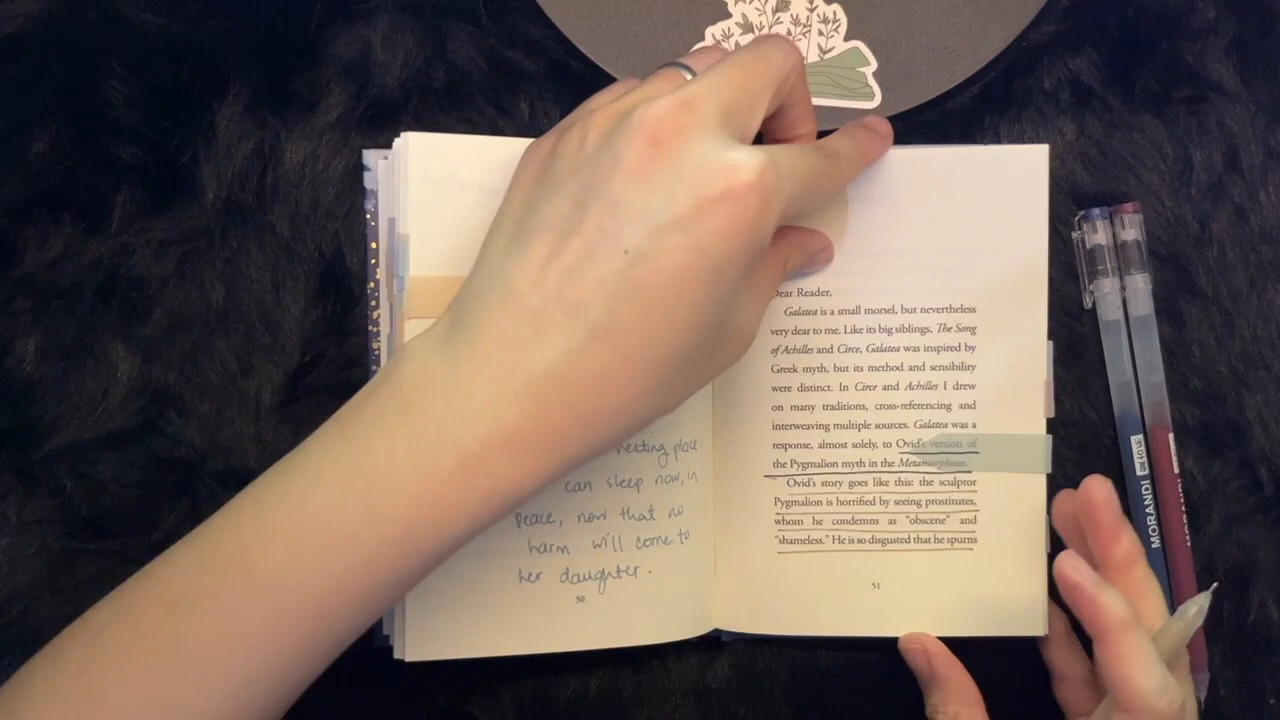 resting place.
can sleep now, in
peace, now that no
harm will come to
her daughter.
50
Dear Reader,
Galatea is a small morsel, but nevertheless
very dear to me. Like its big siblings, The Song
of Achilles and Circe, Galatea was inspired by
Greek myth, but its method and sensibility
were distinct. In Circe and Achilles I drew
on many traditions, cross-referencing and
interweaving multiple sources. Galatea was a
response, almost solely, to Ovid's version of
the Pygmalion myth in the Metamorphoses.
Ovid's story goes like this: the sculptor
Pygmalion is horrified by seeing prostitutes,
whom he condemns as "obscene" and
"shameless." He is so disgusted that he spurns
51
MORANDI
MORANDI